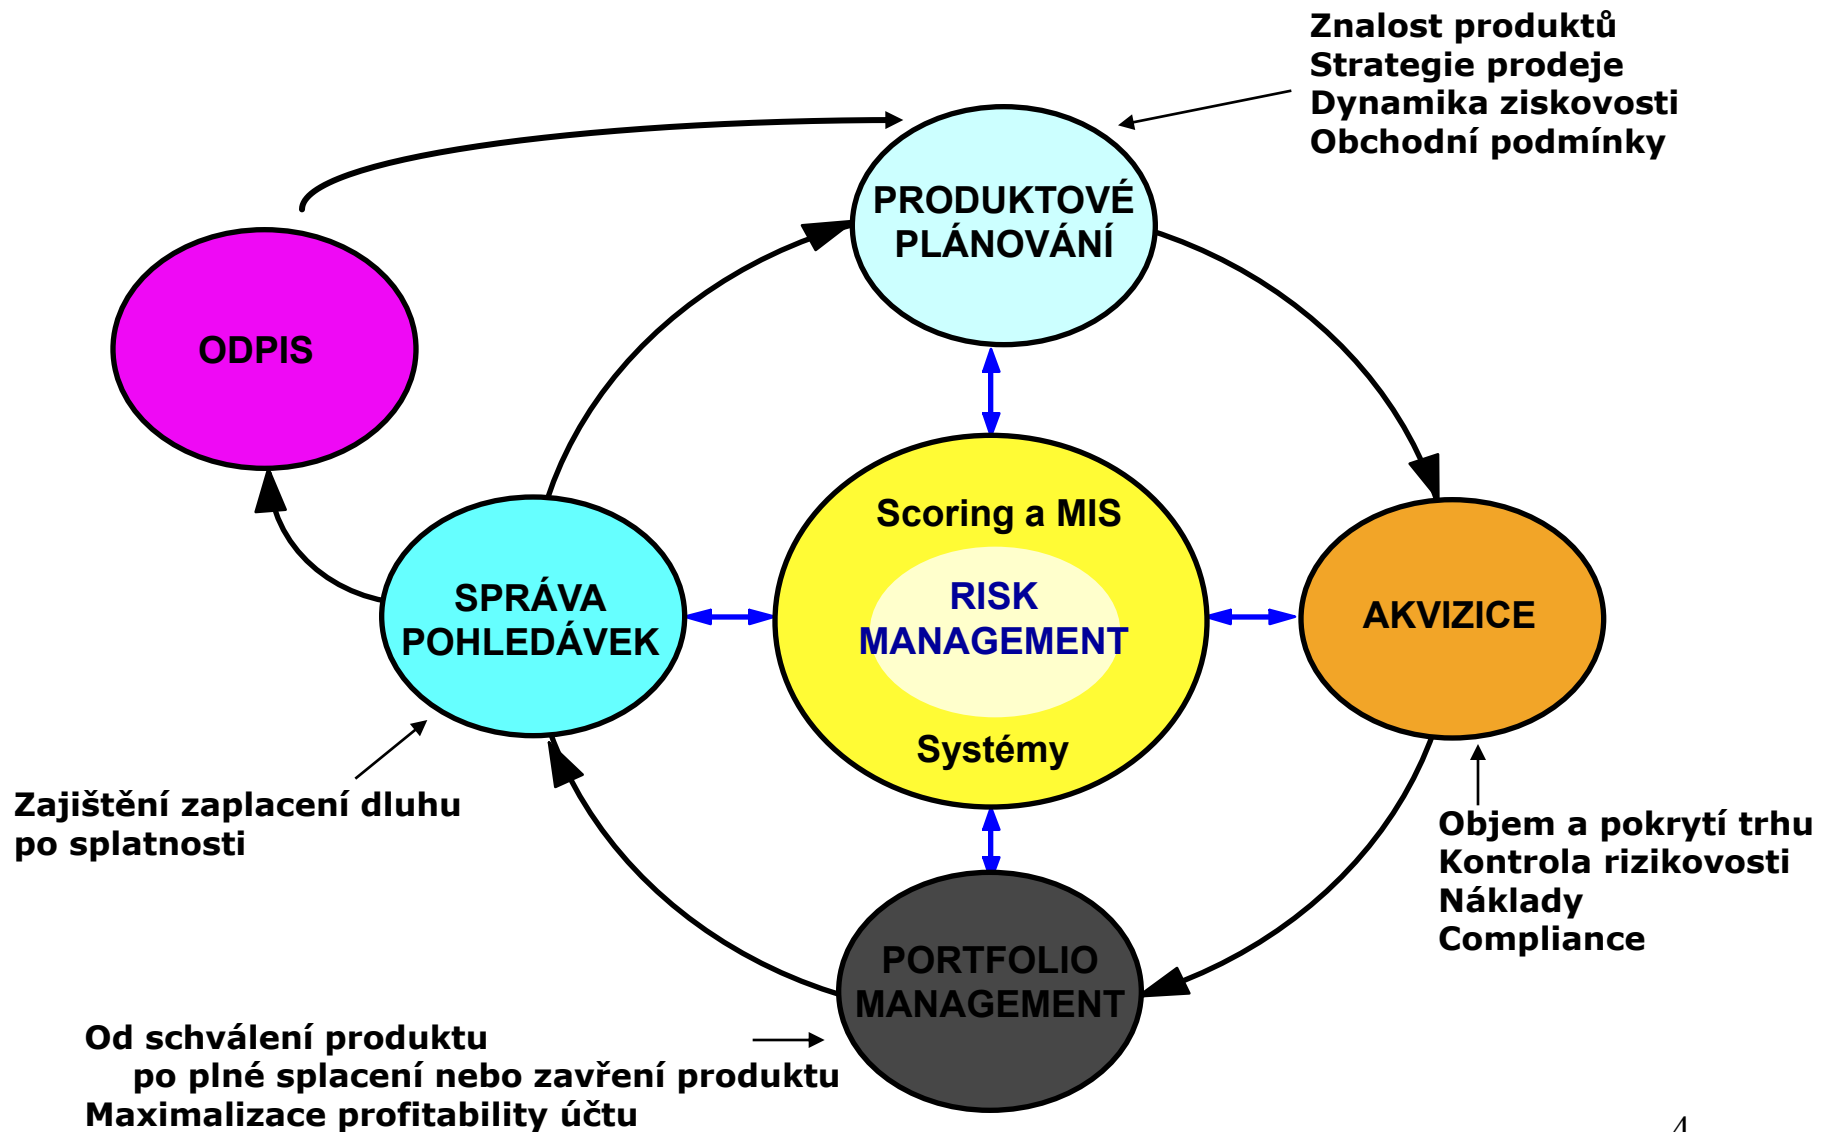 Znalost produktů
Strategie prodeje
Dynamika ziskovosti
Obchodní podmínky
PRODUKTOVÉ
PLÁNOVÁNÍ
ODPIS
Scoring a MIS
RISK
MANAGEMENT
Systémy
SPRÁVA
POHLEDÁVEK
AKVIZICE
Zajištění zaplacení dluhu
po splatnosti
Objem a pokrytí trhu
Kontrola rizikovosti
Náklady
Compliance
PORTFOLIO
MANAGEMENT
Od schválení produktu
po plné splacení nebo zavření produktu
Maximalizace profitability účtu
4